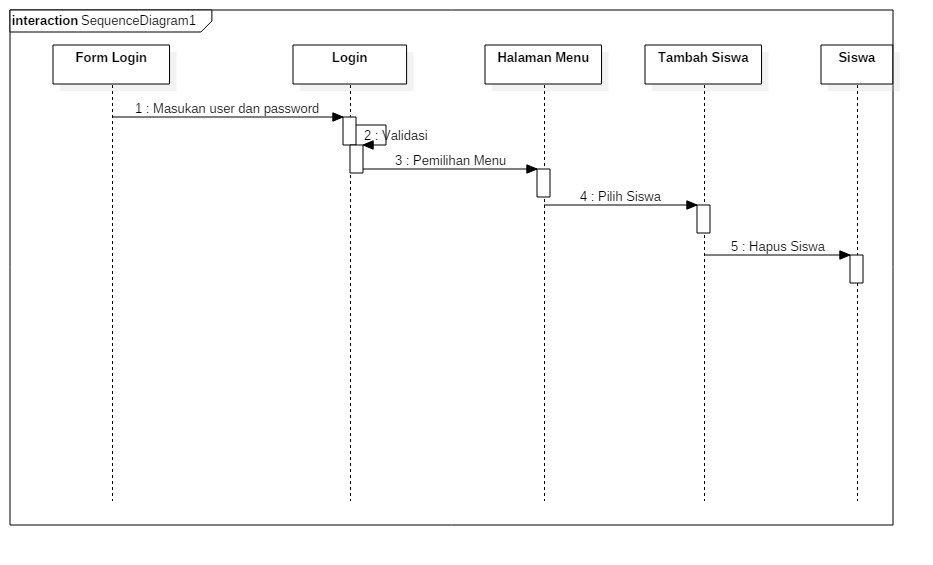 interaction SequenceDiagram1
Form Login
Login
Halaman Menu
Tambah Siswa
Siswa
1 : Masukan user dan password
2 : Validasi
3 : Pemilihan Menu
4 : Pilih Siswa
5 : Hapus Siswa